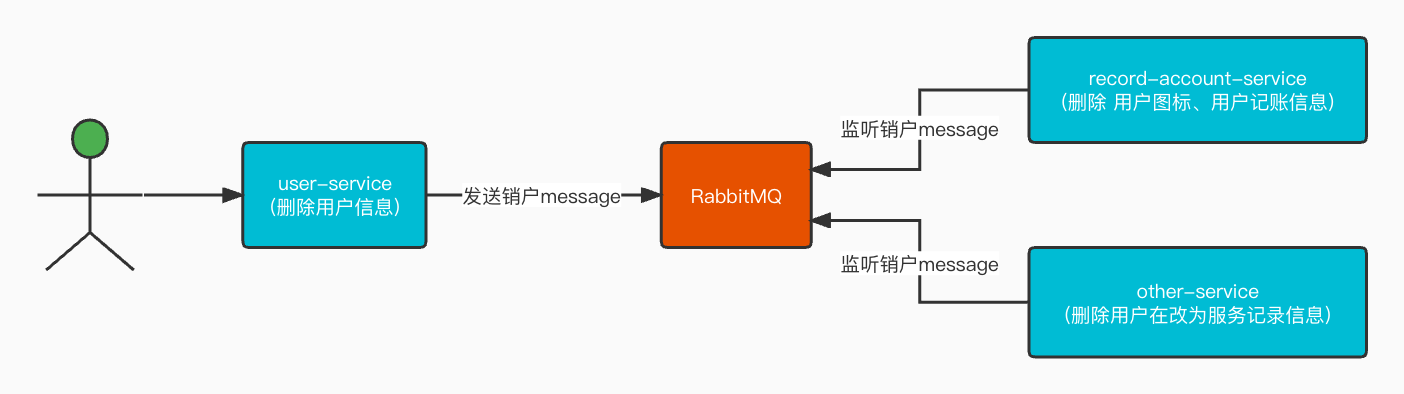 user-service
(删除用户信息)
发送销户message
RabbitMQ
监听销户message
监听销户message
record-account-service
(删除 用户图标、用户记账信息)
other-service
(删除用户在改为服务记录信息)